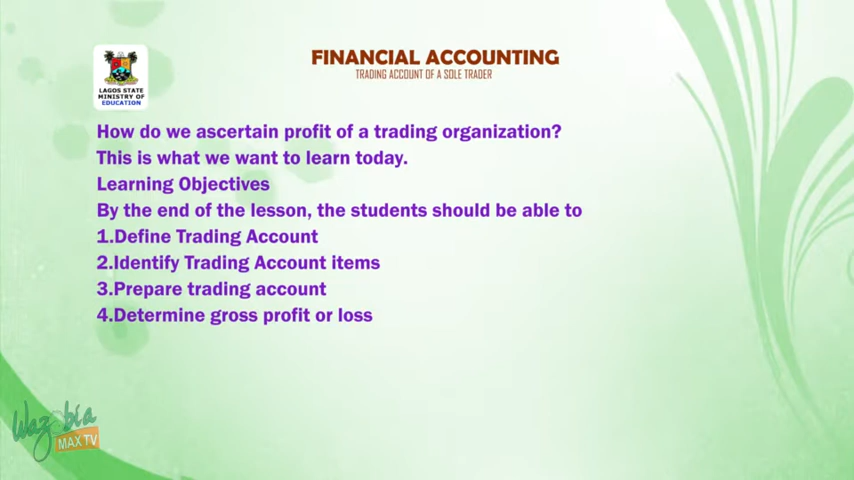 FINANCIAL ACCOUNTING
TRADING ACCOUNT OF A SOLE TRADER
LAGOS STATE
MINISTRY OF
EDUCATION
How do we ascertain profit of a trading organization?
This is what we want to learn today.
Learning Objectives
By the end of the lesson, the students should be able to
1.Define Trading Account
2.Identify Trading Account items
3.Prepare trading account
4.Determine gross profit or loss
Wazobia
MAX TV